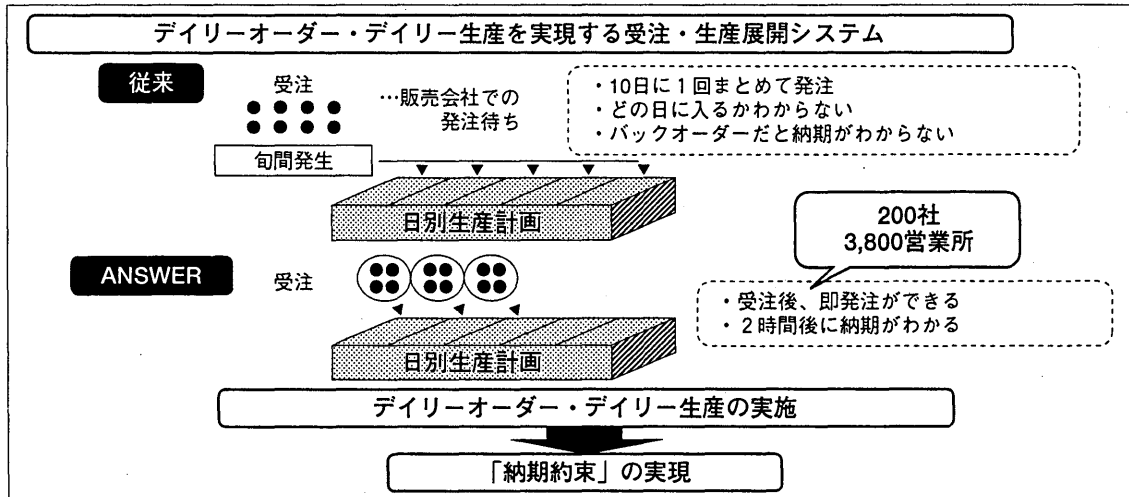 デイリーオーダー・デイリー生産を実現する受注・生産展開システム
従来
受注
…販売会社での
発注待ち
・10日に1回まとめて発注
・どの日に入るかわからない
・バックオーダーだと納期がわからない
旬間発生
日別生産計画
200社
3,800営業所
ANSWER
受注
・受注後、即発注ができる
・2時間後に納期がわかる
日別生産計画
デイリーオーダー・デイリー生産の実施
「納期約束」の実現